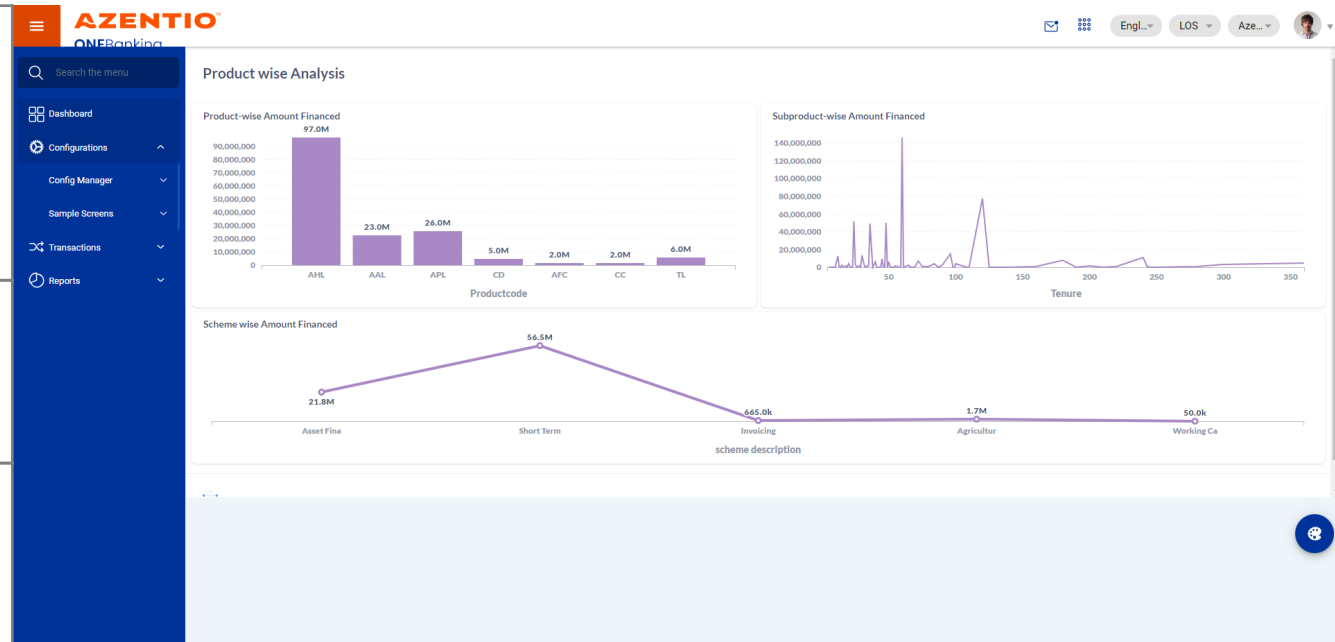 AZENTIO
ONEBanking
Engl...
LOS
Aze...
Search the menu
Dashboard
Configurations
Config Manager
Sample Screens
Transactions
Reports
Product wise Analysis
Product-wise Amount Financed
97.0M
90,000,000
80,000,000
70,000,000
60,000,000
50,000,000
40,000,000
30,000,000
20,000,000
10,000,000
0
23.0M
26.0M
5.0M
2.0M
2.0M
6.0M
AHL AAL APL CD AFC CC TL
Productcode
Subproduct-wise Amount Financed
140,000,000
120,000,000
100,000,000
80,000,000
60,000,000
40,000,000
20,000,000
0
50 100 150 200 250 300 350
Tenure
Scheme wise Amount Financed
56.5M
21.8M
665.0k
1.7M
50.0k
Asset Fina Short Term Invoicing Agricultur Working Ca
scheme description